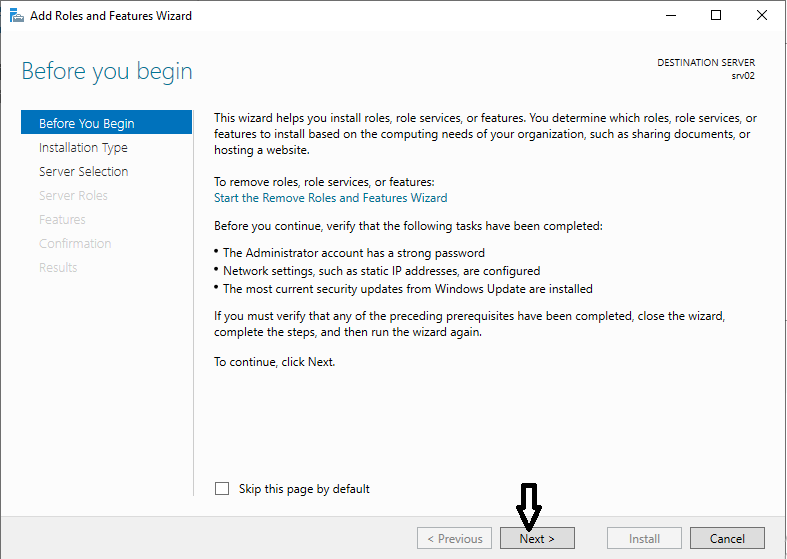 Add Roles and Features Wizard
Before you begin
DESTINATION SERVER
srv02
Before You Begin
Installation Type
Server Selection
Server Roles
Features
Confirmation
Results
This wizard helps you install roles, role services, or features. You determine which roles, role services, or
features to install based on the computing needs of your organization, such as sharing documents, or
hosting a website.
To remove roles, role services, or features:
Start the Remove Roles and Features Wizard
Before you continue, verify that the following tasks have been completed:
• The Administrator account has a strong password
• Network settings, such as static IP addresses, are configured
• The most current security updates from Windows Update are installed
If you must verify that any of the preceding prerequisites have been completed, close the wizard,
complete the steps, and then run the wizard again.
To continue, click Next.
Skip this page by default
< Previous
Next >
Install
Cancel